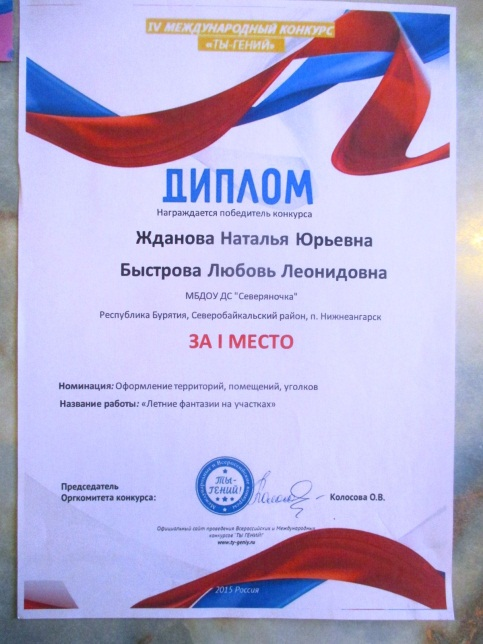 IV МЕЖДУНАРОДНЫЙ КОНКУРС
«ТЫ-ГЕНИЙ»
ДИПЛОМ
Награждается победитель конкурса
Жданова Наталья Юрьевна
Быстрова Любовь Леонидовна
МБДОУ ДС "Северяночка"
Республика Бурятия, Северобайкальский район, п. Нижнеангарск
ЗА I МЕСТО
Номинация: Оформление территорий, помещений, уголков
Название работы: «Летние фантазии на участках»
Председатель
Оргкомитета конкурса:
ТЫ-
ГЕНИЙ!
Колосова О.В.
Официальный сайт проведения Всероссийских и Международных
конкурсов "Ты ГЕНИЙ!
www.ty-geniy.ru
2015 Россия